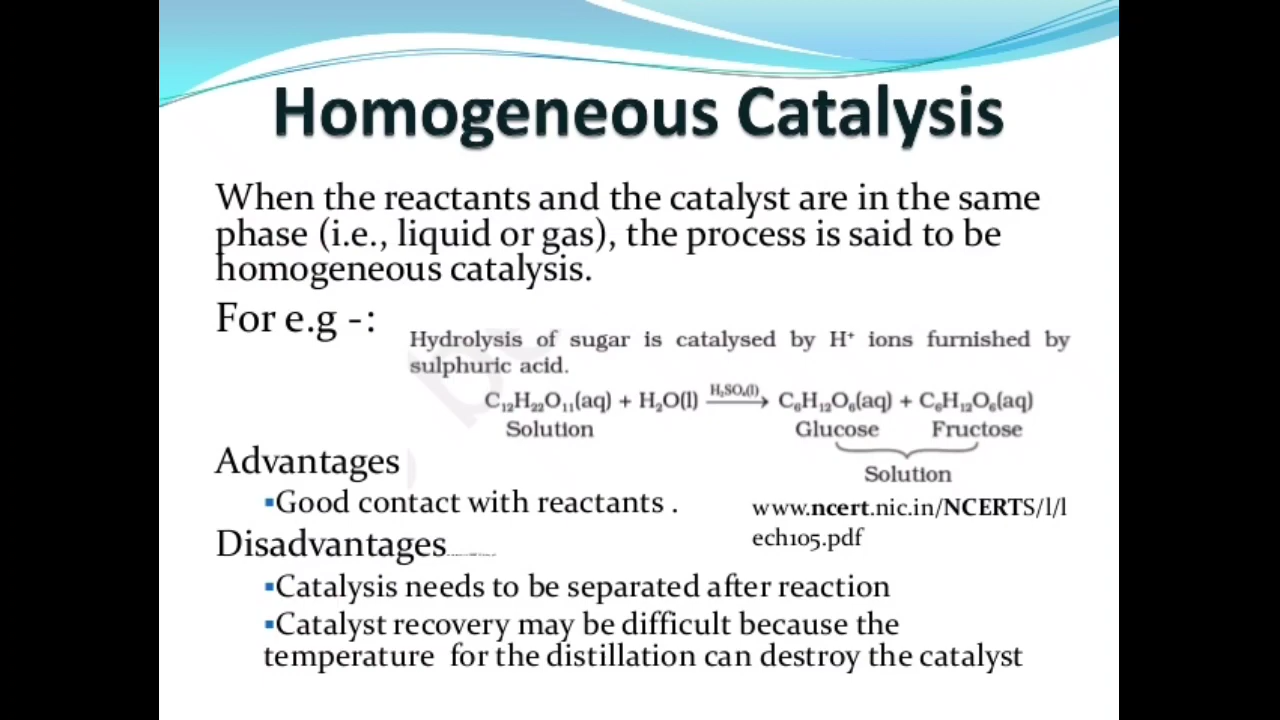 Homogeneous Catalysis
When the reactants and the catalyst are in the same
phase (i.e., liquid or gas), the process is said to be
homogeneous catalysis.
For e.g -:
Hydrolysis of sugar is catalysed by H⁺ ions furnished by
sulphuric acid.
C₁₂H₂₂O₁₁(aq) + H₂O(l) H₂SO₄(l) → C₆H₁₂O₆(aq) + C₆H₁₂O₆(aq)
Solution Glucose Fructose
Solution
Advantages
▪Good contact with reactants .
www.ncert.nic.in/NCERTS/l/l
ech105.pdf
Disadvantages
▪Catalysis needs to be separated after reaction
▪Catalyst recovery may be difficult because the
temperature for the distillation can destroy the catalyst